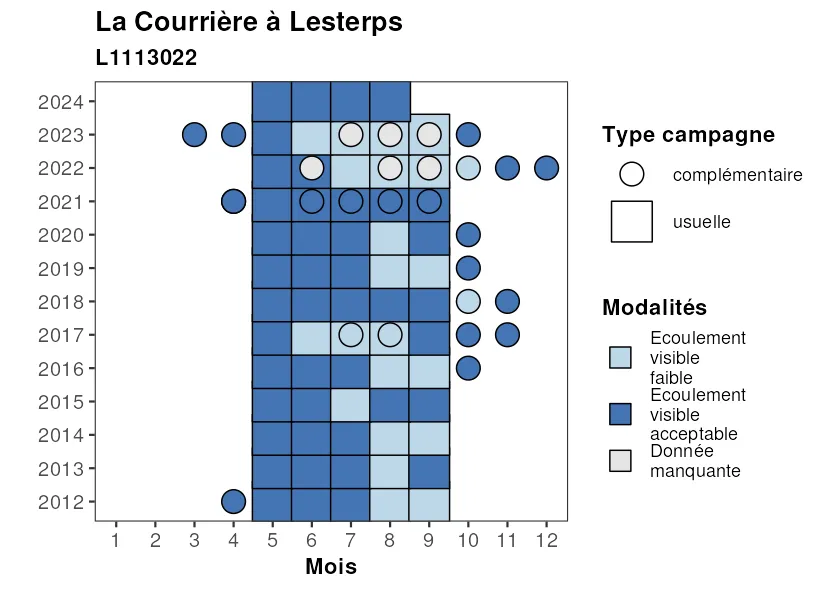 La Courrière à Lesterps
L1113022
2024
2023
2022
2021
2020
2019
2018
2017
2016
2015
2014
2013
2012
1 2 3 4 5 6 7 8 9 10 11 12
Mois
Type campagne
complémentaire
usuelle
Modalités
Ecoulement
visible
faible
Ecoulement
visible
acceptable
Donnée
manquante